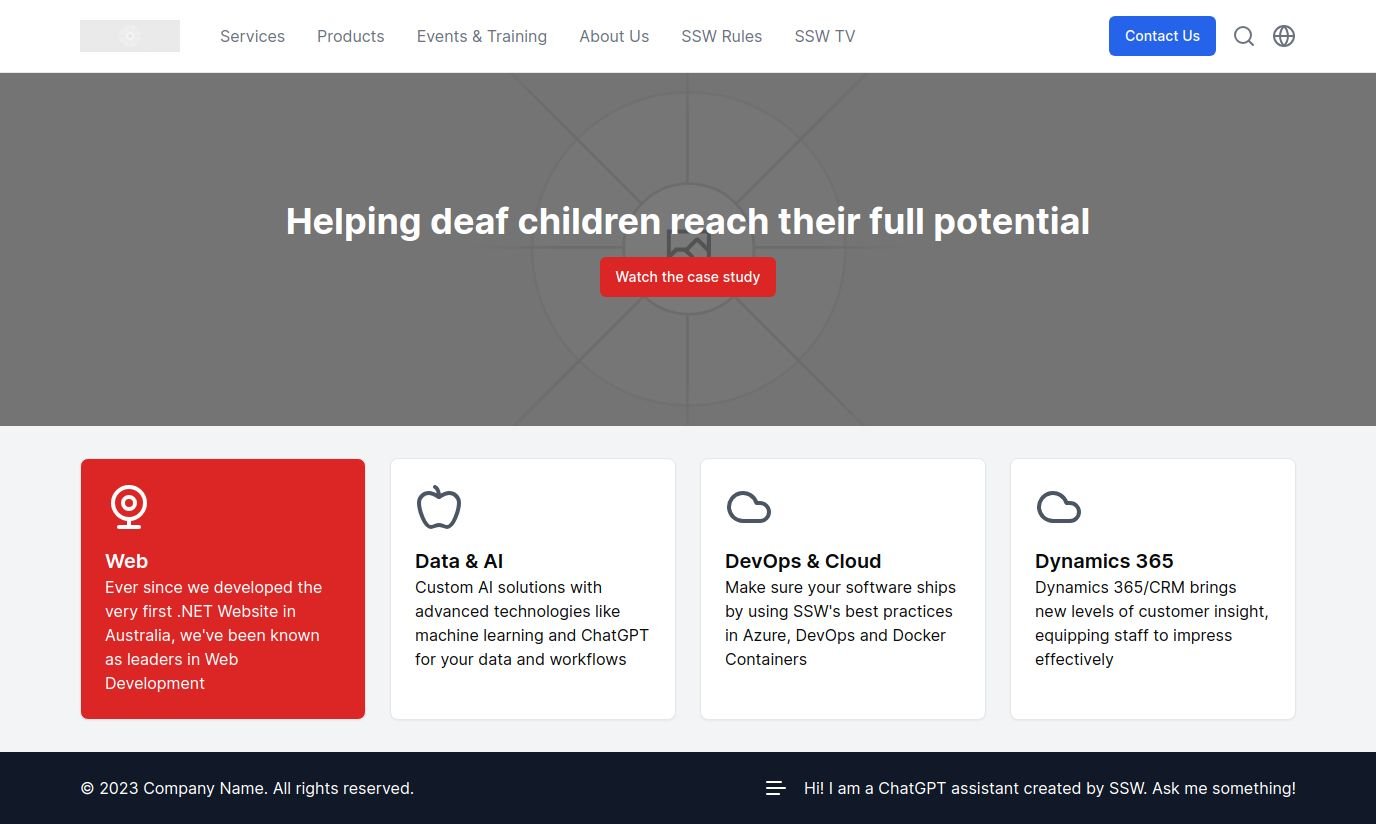 Services Products Events & Training About Us SSW Rules SSW TV Contact Us
Helping deaf children reach their full potential
Watch the case study
Web
Ever since we developed the
very first .NET Website in
Australia, we've been known
as leaders in Web
Development
Data & AI
Custom AI solutions with
advanced technologies like
machine learning and ChatGPT
for your data and workflows
DevOps & Cloud
Make sure your software ships
by using SSW's best practices
in Azure, DevOps and Docker
Containers
Dynamics 365
Dynamics 365/CRM brings
new levels of customer insight,
equipping staff to impress
effectively
© 2023 Company Name. All rights reserved.
Hi! I am a ChatGPT assistant created by SSW. Ask me something!